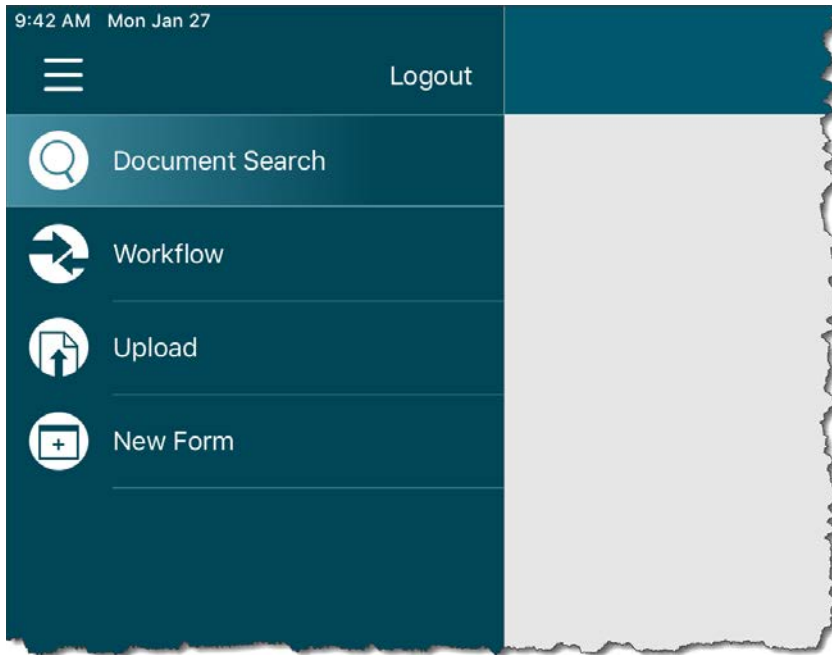 9:42 AM Mon Jan 27
Logout
Document Search
Workflow
Upload
New Form